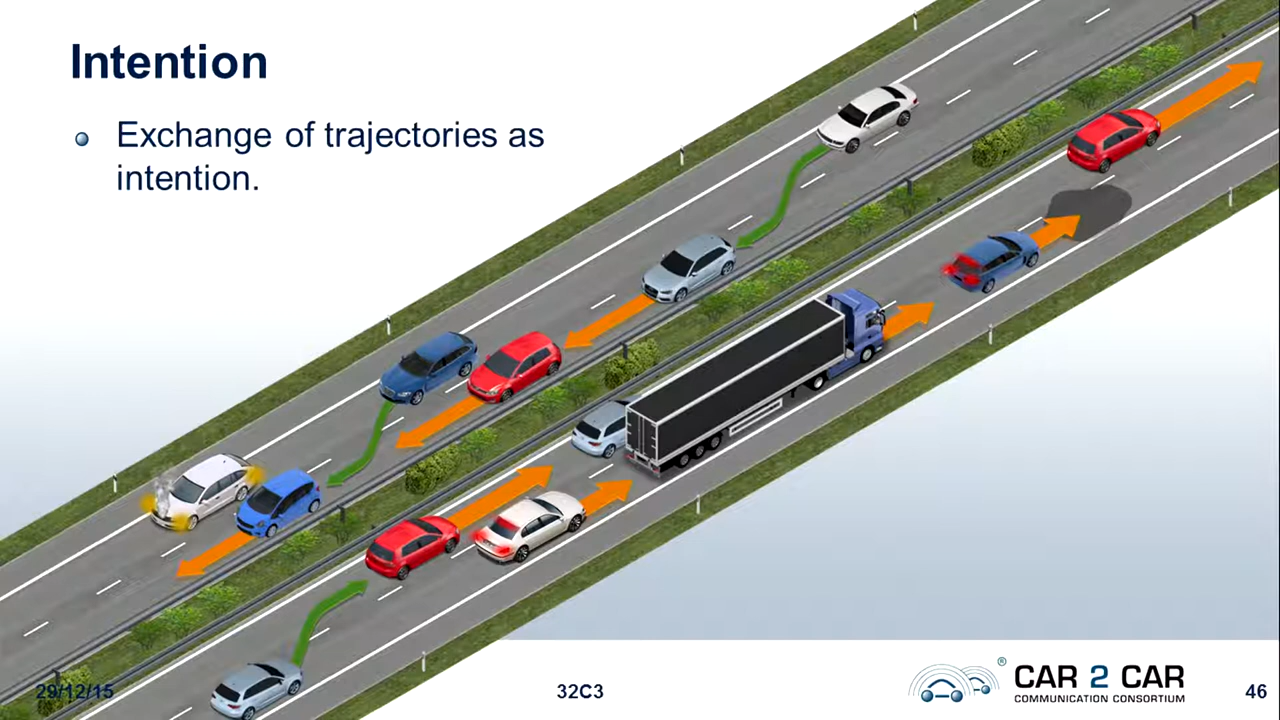 Intention
Exchange of trajectories as
intention.
29/12/15
32C3
®
CAR 2 CAR
COMMUNICATION CONSORTIUM
46